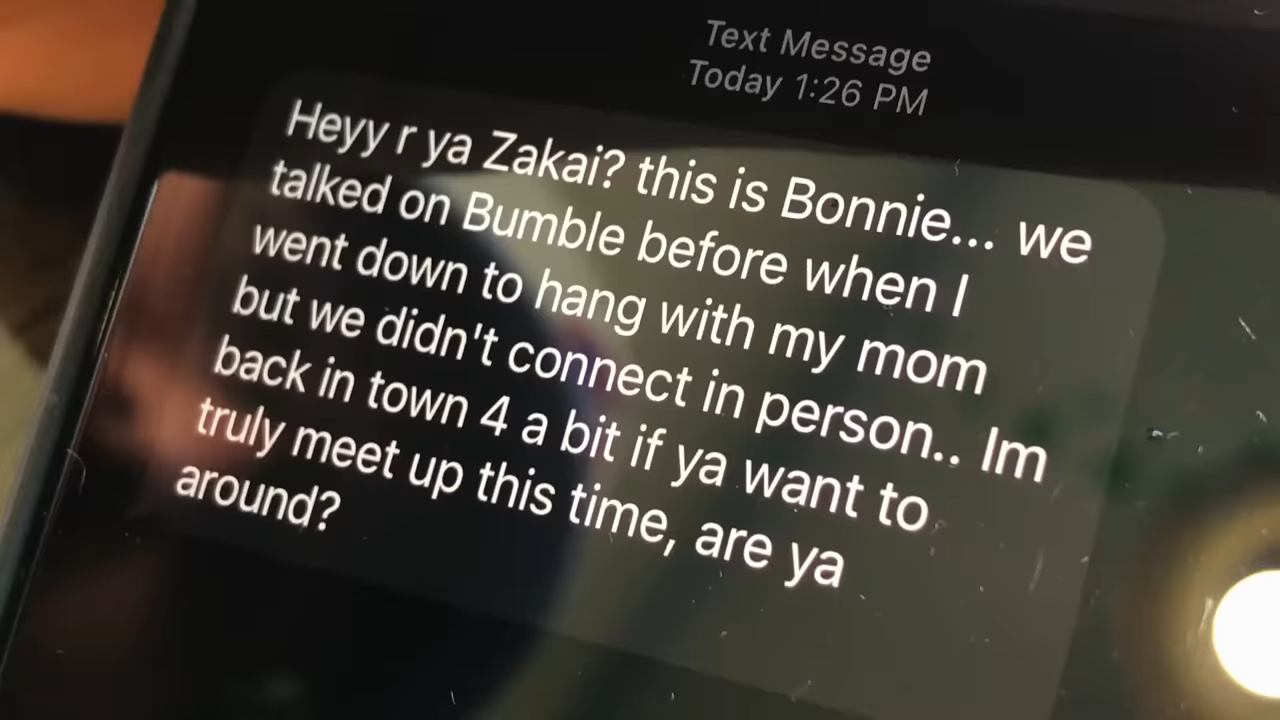 Text Message
Today 1:26 PM
Heyy r ya Zakai? this is Bonnie... we
talked on Bumble before when I
went down to hang with my mom
but we didn't connect in person.. Im
back in town 4 a bit if ya want to
truly meet up this time, are ya
around?